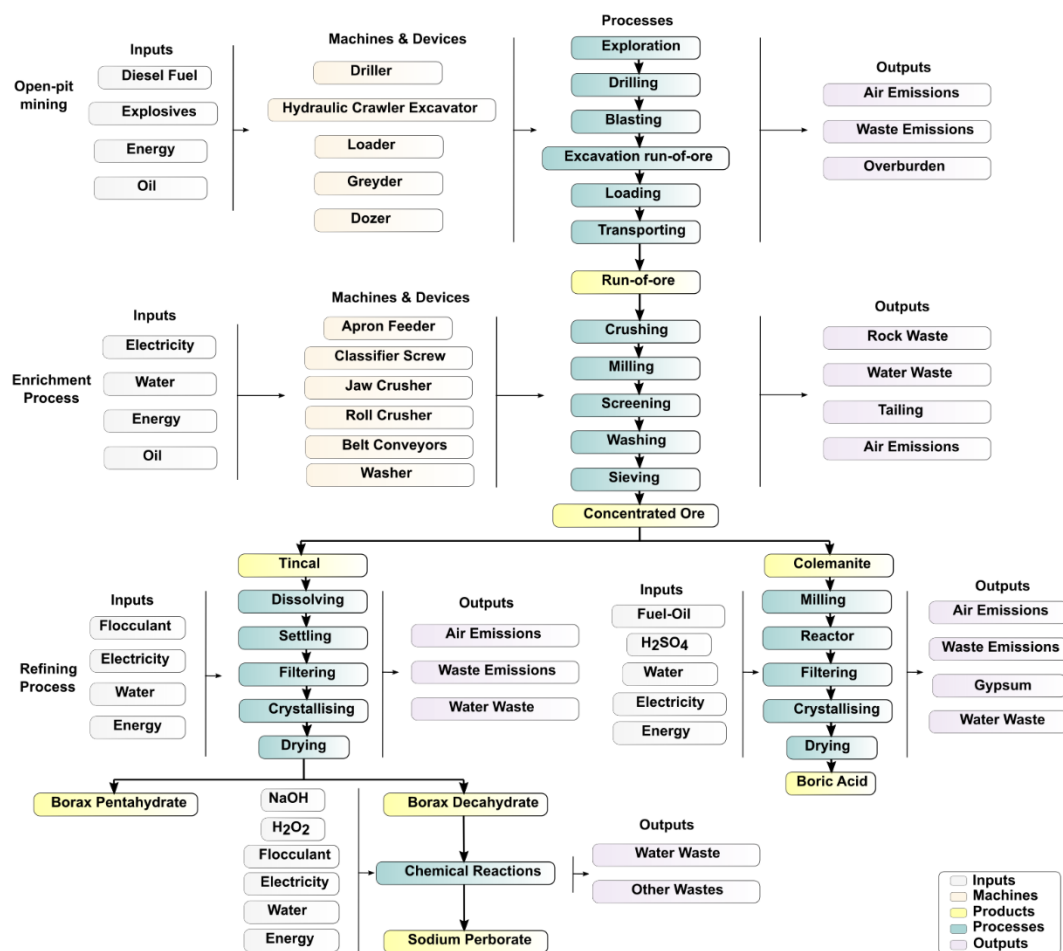 Open-pit
mining
Inputs
Diesel Fuel
Explosives
Energy
Oil
Machines & Devices
Driller
Hydraulic Crawler Excavator
Loader
Greyder
Dozer
Processes
Exploration
Drilling
Blasting
Excavation run-of-ore
Loading
Transporting
Outputs
Air Emissions
Waste Emissions
Overburden
Run-of-ore
Enrichment
Process
Inputs
Electricity
Water
Energy
Oil
Machines & Devices
Apron Feeder
Classifier Screw
Jaw Crusher
Roll Crusher
Belt Conveyors
Washer
Crushing
Milling
Screening
Washing
Sieving
Outputs
Rock Waste
Water Waste
Tailing
Air Emissions
Concentrated Ore
Refining
Process
Inputs
Flocculant
Electricity
Water
Energy
Tincal
Dissolving
Settling
Filtering
Crystallising
Drying
Outputs
Air Emissions
Waste Emissions
Water Waste
Inputs
Fuel-Oil
H₂SO₄
Water
Electricity
Energy
Colemanite
Milling
Reactor
Filtering
Crystallising
Drying
Boric Acid
Outputs
Air Emissions
Waste Emissions
Gypsum
Water Waste
Borax Pentahydrate
NaOH
H₂O₂
Flocculant
Electricity
Water
Energy
Borax Decahydrate
Chemical Reactions
Sodium Perborate
Outputs
Water Waste
Other Wastes
Inputs
Machines
Products
Processes
Outputs